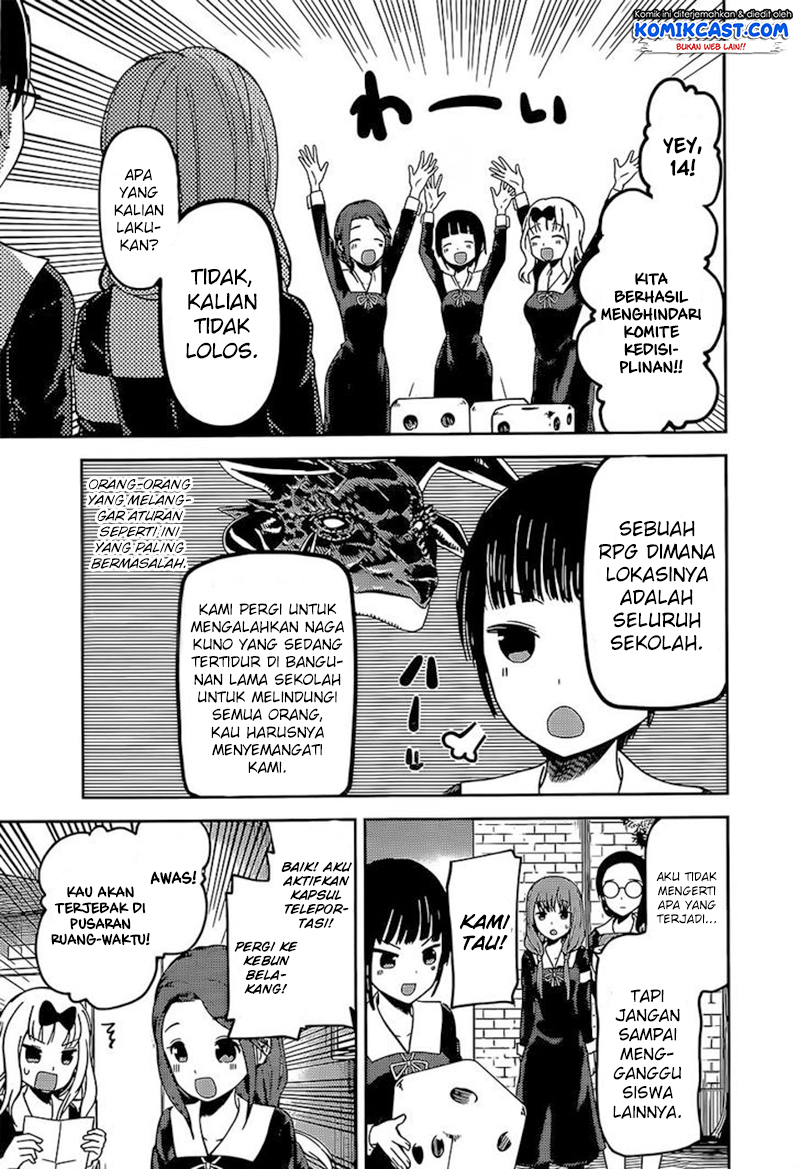 Komik ini diterjemahkan & diedit oleh
KOMIKCAST.COM
BUKAN WEB LAIN!!
YEY,
14!
KITA
BERHASIL
MENGHINDARI
KOMITE
KEDISI-
PLINAN!!
わーい
APA
YANG
KALIAN
LAKU-
KAN?
TIDAK,
KALIAN
TIDAK
LOLOS.
SEBUAH
RPG DIMANA
LOKASINYA
ADALAH
SELURUH
SEKOLAH.
ORANG-ORANG
YANG MELANG-
GAR ATURAN
SEPERTI INI
YANG PALING
BERMASALAH.
KAMI PERGI UNTUK
MENGALAHKAN NAGA
KUNO YANG SEDANG
TERTIDUR DI BANGU-
NAN LAMA SEKOLAH
UNTUK MELINDUNGI
SEMUA ORANG,
KAU HARUSNYA
MENYEMANGATI
KAMI.
AKU TIDAK
MENGERTI
APA YANG
TERJADI...
TAPI
JANGAN
SAMPAI
MENG-
GANGGU
SISWA
LAINNYA.
KAMI
TAU!
BAIK! AKU
AKTIFKAN
KAPSUL
TELEPOR-
TASI!
PERGI KE
KEBUN
BELA-
KANG!
AWAS!
KAU AKAN
TERJEBAK DI
PUSARAN
RUANG-WAKTU!